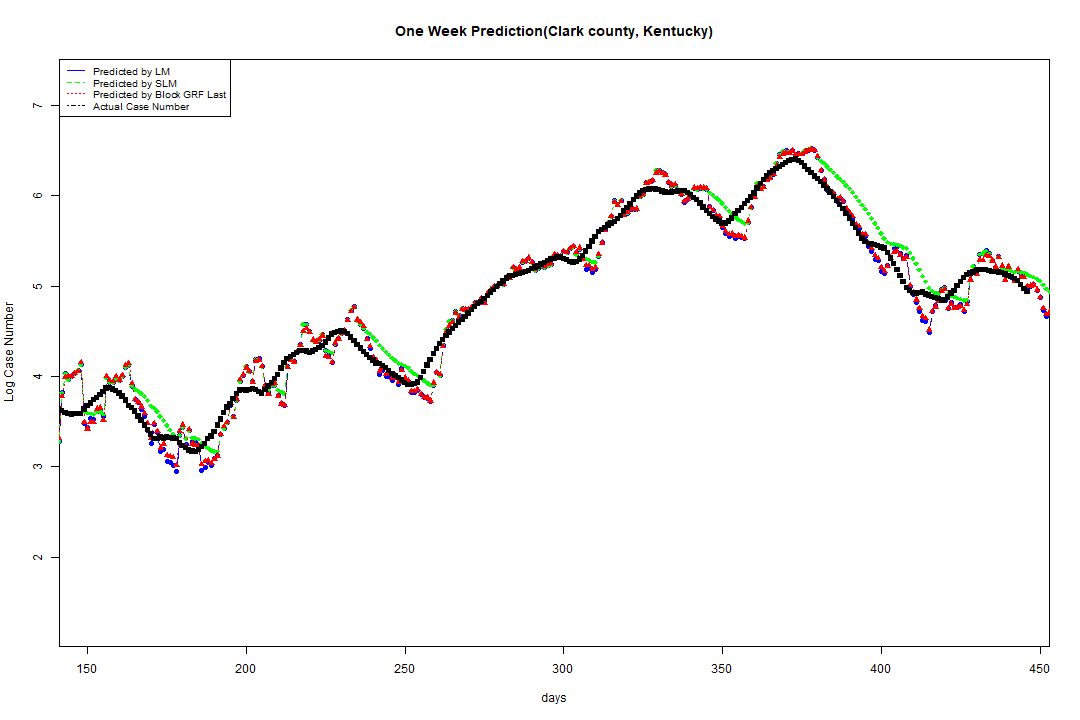 One Week Prediction(Clark county, Kentucky)
Predicted by LM
Predicted by SLM
Predicted by Block GRF Last
Actual Case Number
7
6
5
4
3
2
Log Case Number
150 200 250 300 350 400 450
days